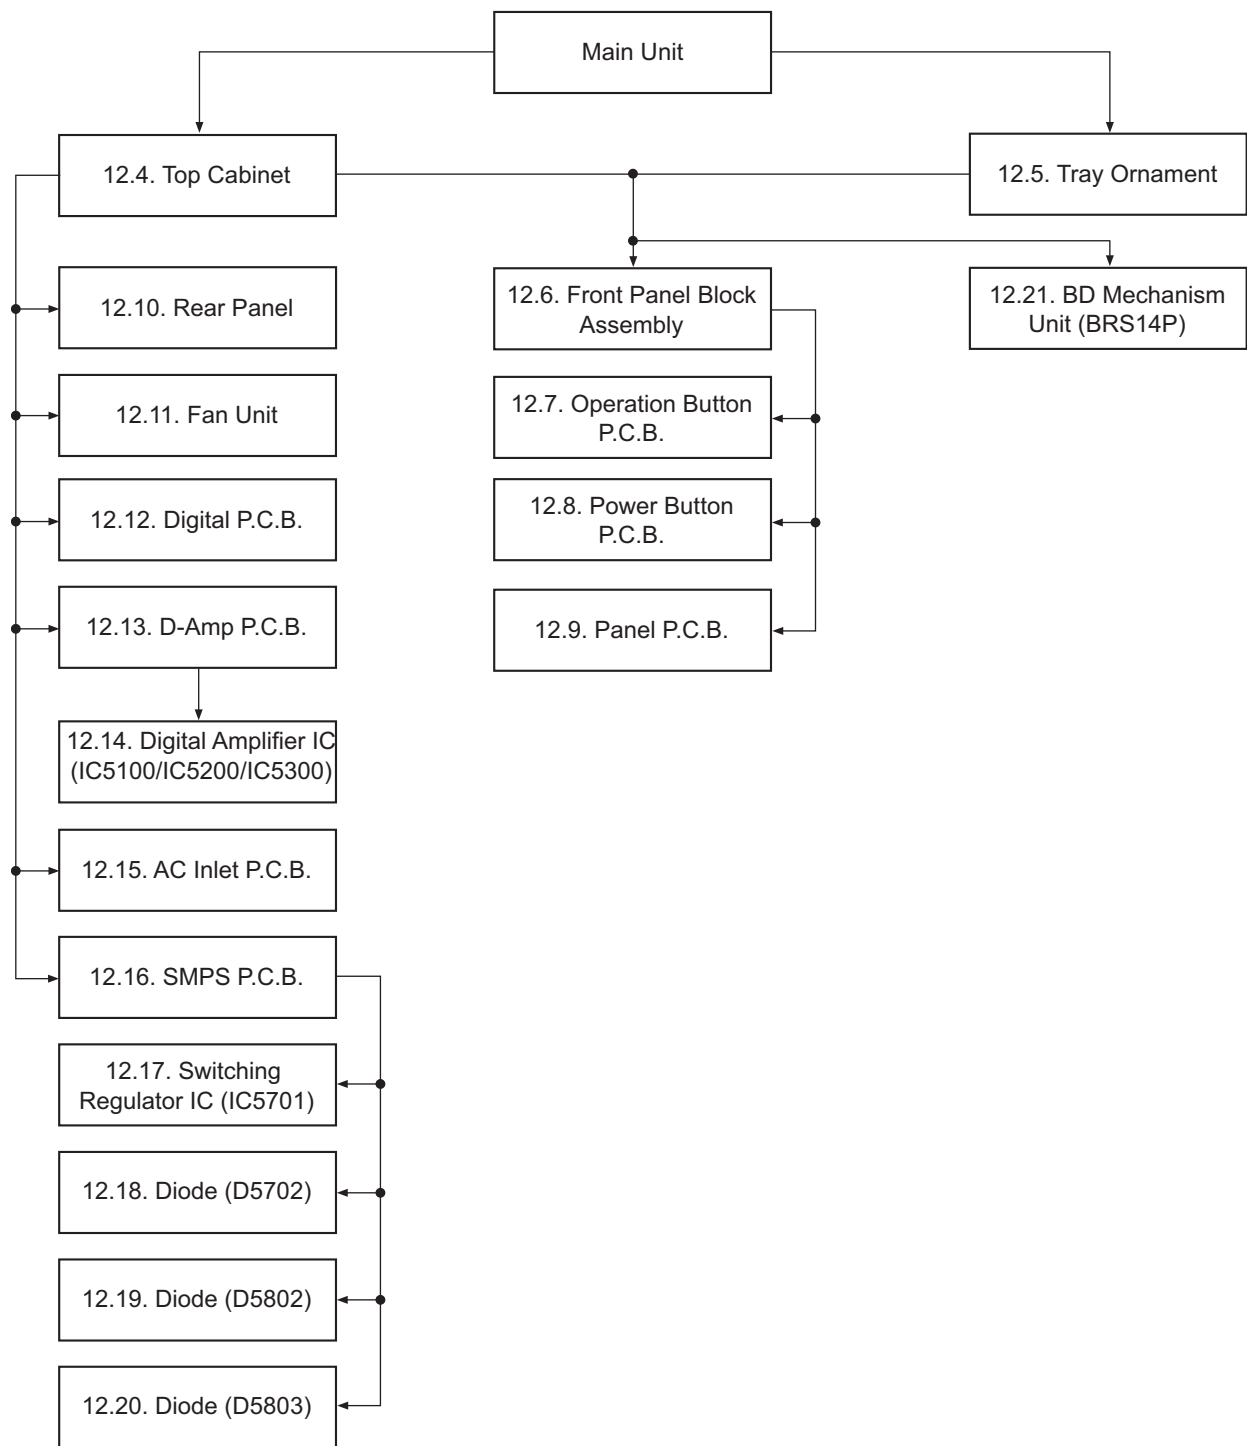 Main Unit
12.4. Top Cabinet
12.5. Tray Ornament
12.10. Rear Panel
12.6. Front Panel Block
Assembly
12.21. BD Mechanism
Unit (BRS14P)
12.11. Fan Unit
12.7. Operation Button
P.C.B.
12.12. Digital P.C.B.
12.8. Power Button
P.C.B.
12.13. D-Amp P.C.B.
12.9. Panel P.C.B.
12.14. Digital Amplifier IC
(IC5100/IC5200/IC5300)
12.15. AC Inlet P.C.B.
12.16. SMPS P.C.B.
12.17. Switching
Regulator IC (IC5701)
12.18. Diode (D5702)
12.19. Diode (D5802)
12.20. Diode (D5803)